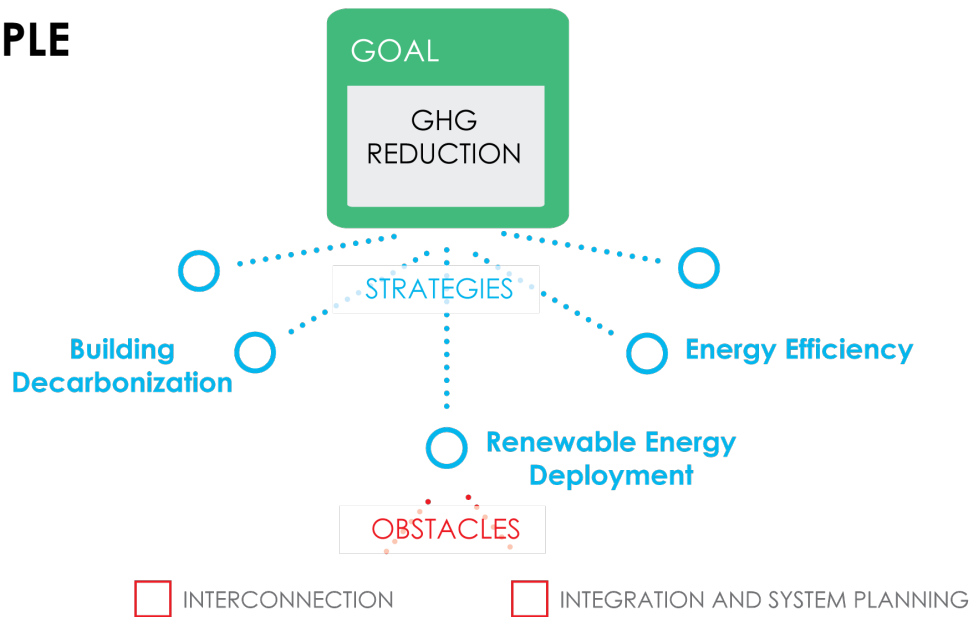 PLE
GOAL
GHG
REDUCTION
STRATEGIES
Building
Decarbonization
Energy Efficiency
Renewable Energy
Deployment
OBSTACLES
INTERCONNECTION
INTEGRATION AND SYSTEM PLANNING